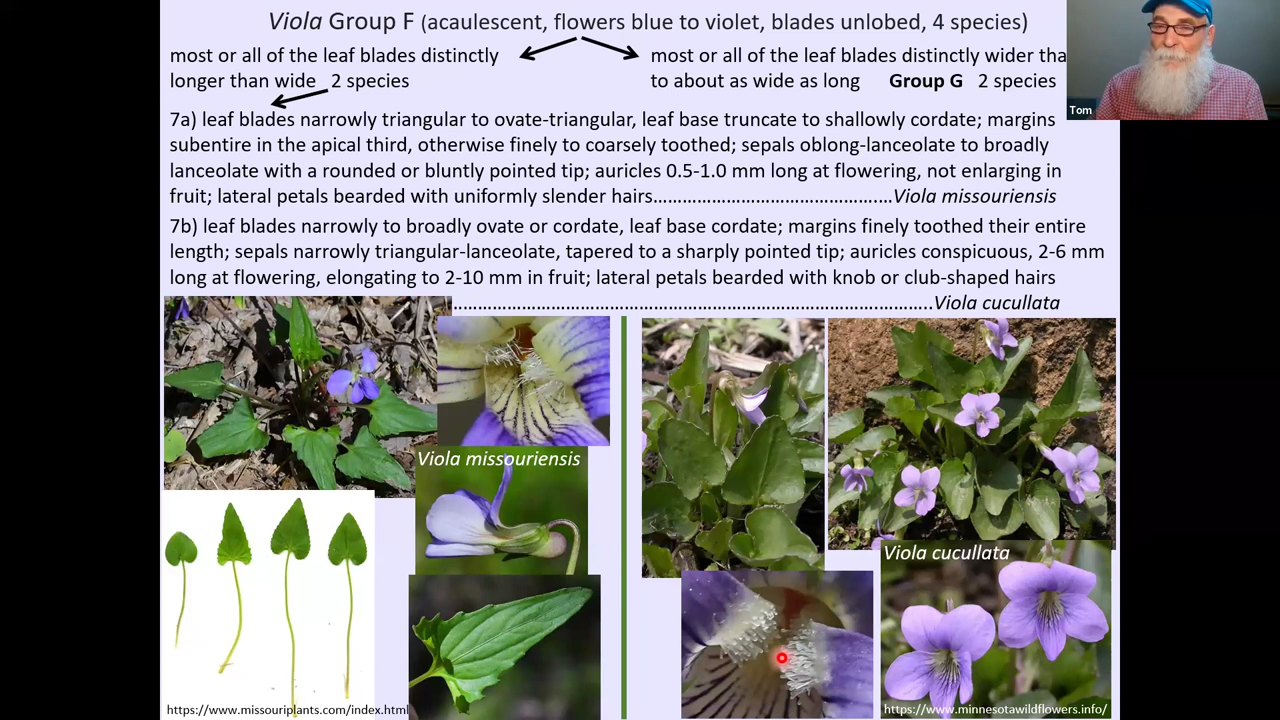 Viola Group F (acaulescent, flowers blue to violet, blades unlobed, 4 species)
most or all of the leaf blades distinctly
longer than wide 2 species
most or all of the leaf blades distinctly wider tha
to about as wide as long Group G 2 species
Tom
7a) leaf blades narrowly triangular to ovate-triangular, leaf base truncate to shallowly cordate; margins
subentire in the apical third, otherwise finely to coarsely toothed; sepals oblong-lanceolate to broadly
lanceolate with a rounded or bluntly pointed tip; auricles 0.5-1.0 mm long at flowering, not enlarging in
fruit; lateral petals bearded with uniformly slender hairs……………………………………….…Viola missouriensis
7b) leaf blades narrowly to broadly ovate or cordate, leaf base cordate; margins finely toothed their entire
length; sepals narrowly triangular-lanceolate, tapered to a sharply pointed tip; auricles conspicuous, 2-6 mm
long at flowering, elongating to 2-10 mm in fruit; lateral petals bearded with knob or club-shaped hairs
……………………………………………………………………………..Viola cucullata
Viola missouriensis
Viola cucullata
https://www.missouriplants.com/index.html
https://www.minnesotawildflowers.info/